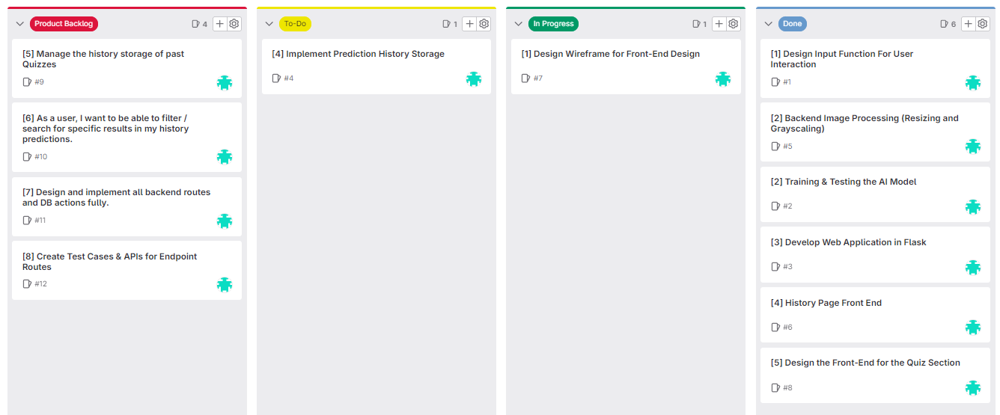 Product Backlog 4
[5] Manage the history storage of past
Quizzes
#9
[6] As a user, I want to be able to filter /
search for specific results in my history
predictions.
#10
[7] Design and implement all backend routes
and DB actions fully.
#11
[8] Create Test Cases & APIs for Endpoint
Routes
#12
To-Do 1
[4] Implement Prediction History Storage
#4
In Progress 1
[1] Design Wireframe for Front-End Design
#7
Done 6
[1] Design Input Function For User
Interaction
#1
[2] Backend Image Processing (Resizing and
Grayscaling)
#5
[2] Training & Testing the AI Model
#2
[3] Develop Web Application in Flask
#3
[4] History Page Front End
#6
[5] Design the Front-End for the Quiz Section
#8